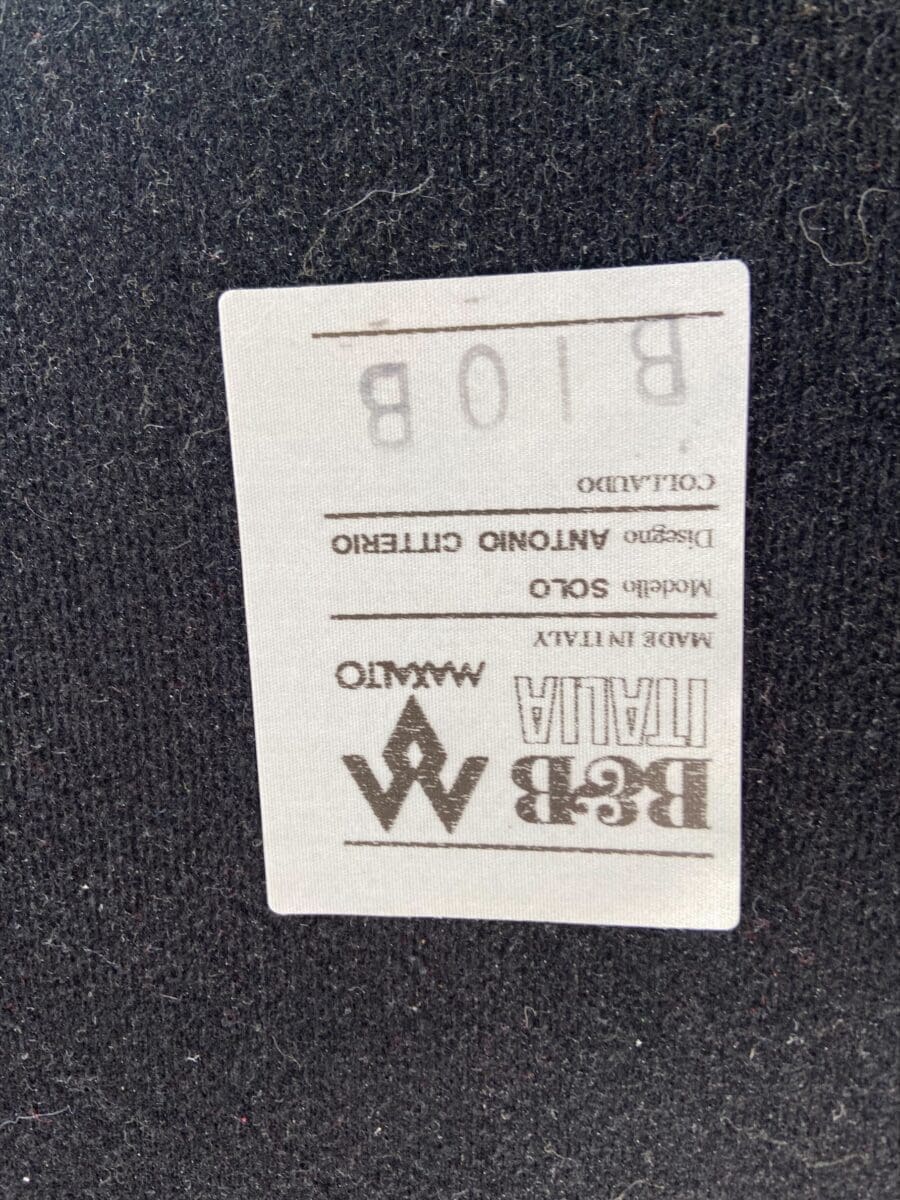 B&B
ITALIA
MAXALTO
MADE IN ITALY
Modello SOLO
Disegno ANTONIO CITTERIO
COLLAUDO
B10B